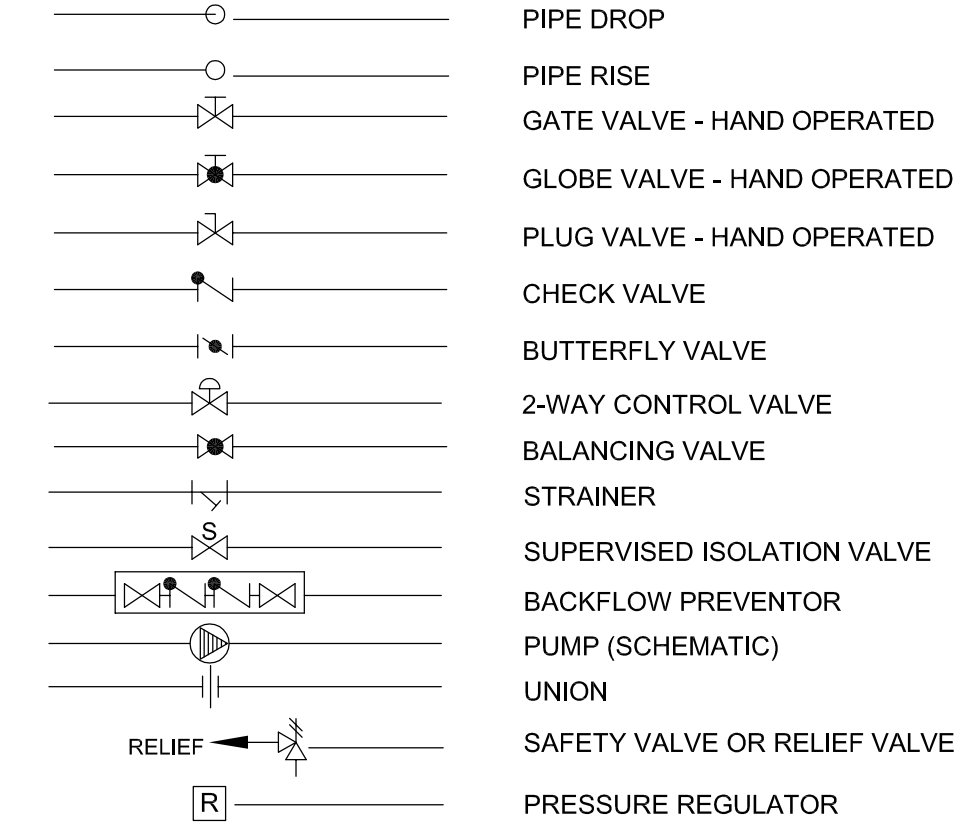 PIPE DROP
PIPE RISE
GATE VALVE - HAND OPERATED
GLOBE VALVE - HAND OPERATED
PLUG VALVE - HAND OPERATED
CHECK VALVE
BUTTERFLY VALVE
2-WAY CONTROL VALVE
BALANCING VALVE
STRAINER
S SUPERVISED ISOLATION VALVE
BACKFLOW PREVENTOR
PUMP (SCHEMATIC)
UNION
RELIEF SAFETY VALVE OR RELIEF VALVE
R PRESSURE REGULATOR